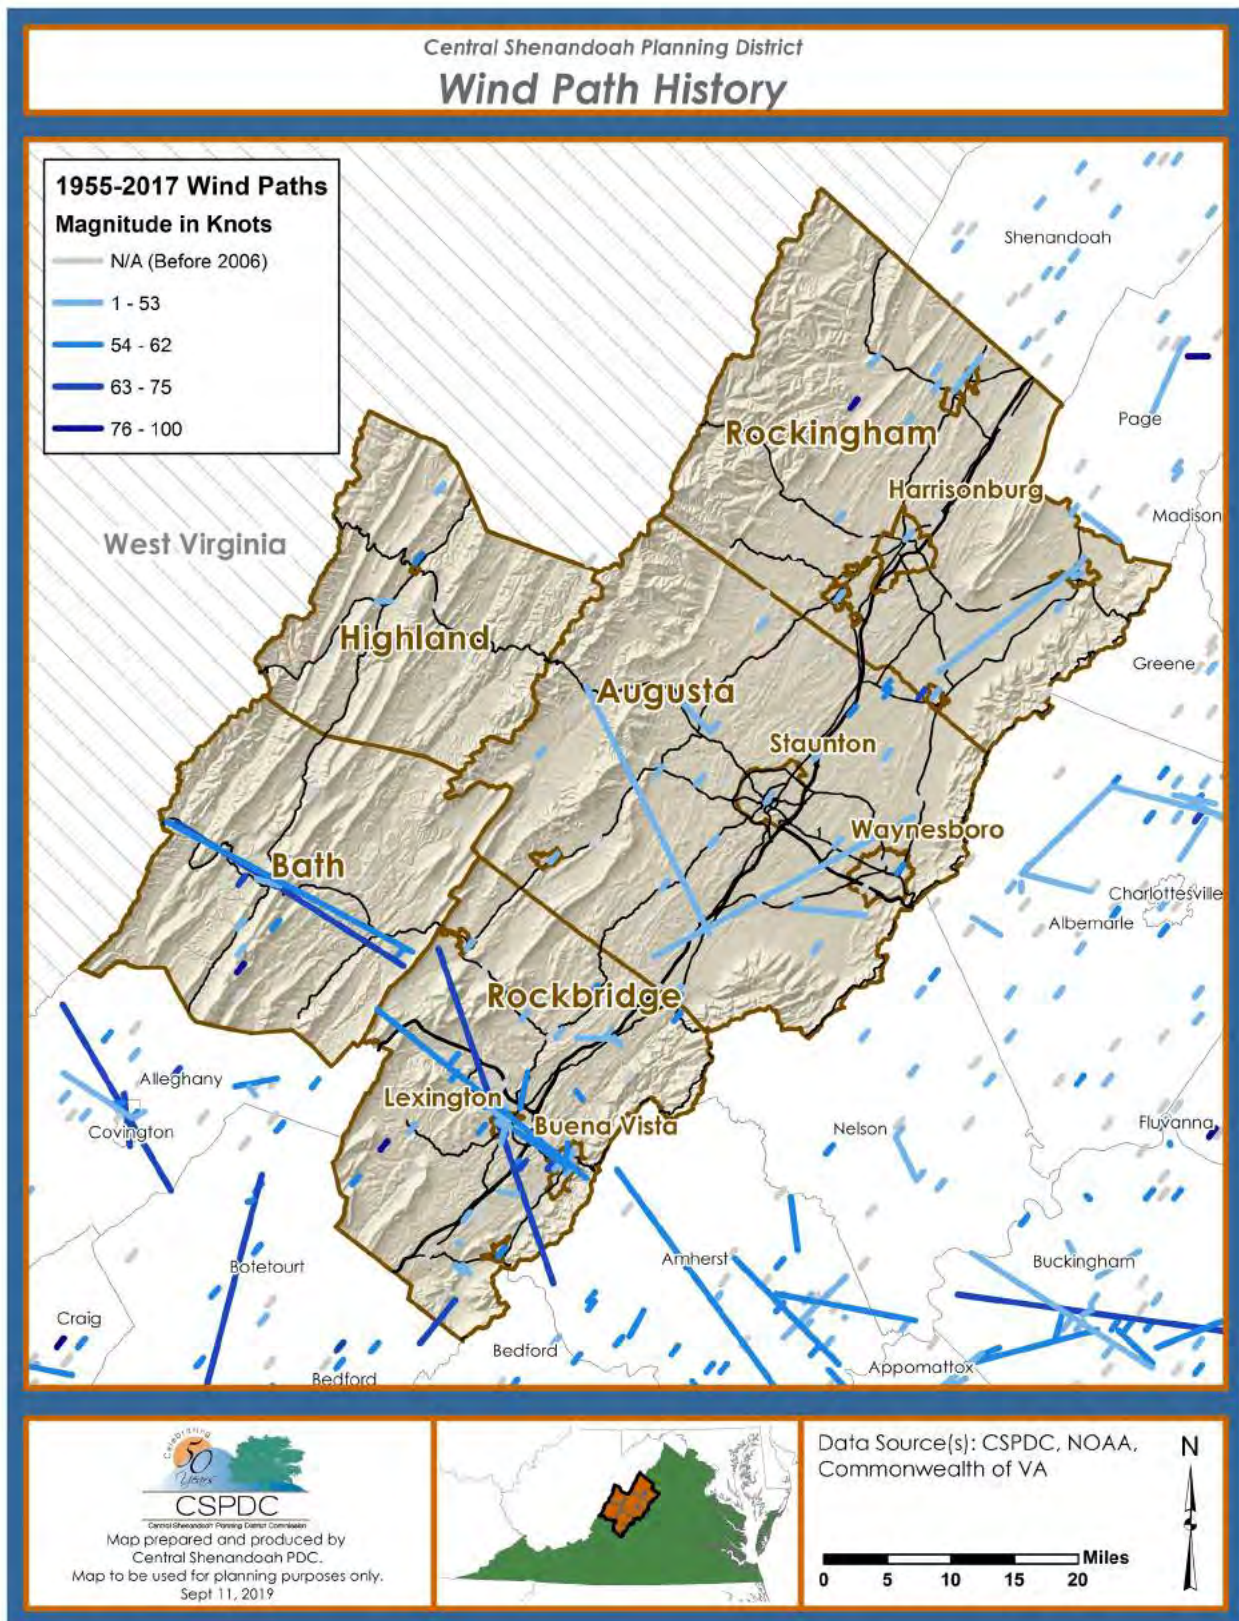 Central Shenandoah Planning District
Wind Path History
1955-2017 Wind Paths
Magnitude in Knots
N/A (Before 2006)
1 - 53
54 - 62
63 - 75
76 - 100
Shenandoah
Page
Rockingham
Harrisonburg
Madison
West Virginia
Highland
Greene
Augusta
Staunton
Waynesboro
Bath
Charlottesville
Albemarle
Rockbridge
Alleghany
Lexington
Buena Vista
Covington
Nelson
Fluvanna
Amherst
Botetourt
Buckingham
Craig
Bedford
Appomattox
Bedford
Celebrating
50
Years
CSPDC
Central Shenandoah Planning District Commission
Map prepared and produced by
Central Shenandoah PDC.
Map to be used for planning purposes only.
Sept 11, 2019
Data Source(s): CSPDC, NOAA,
Commonwealth of VA
N
Miles
0 5 10 15 20